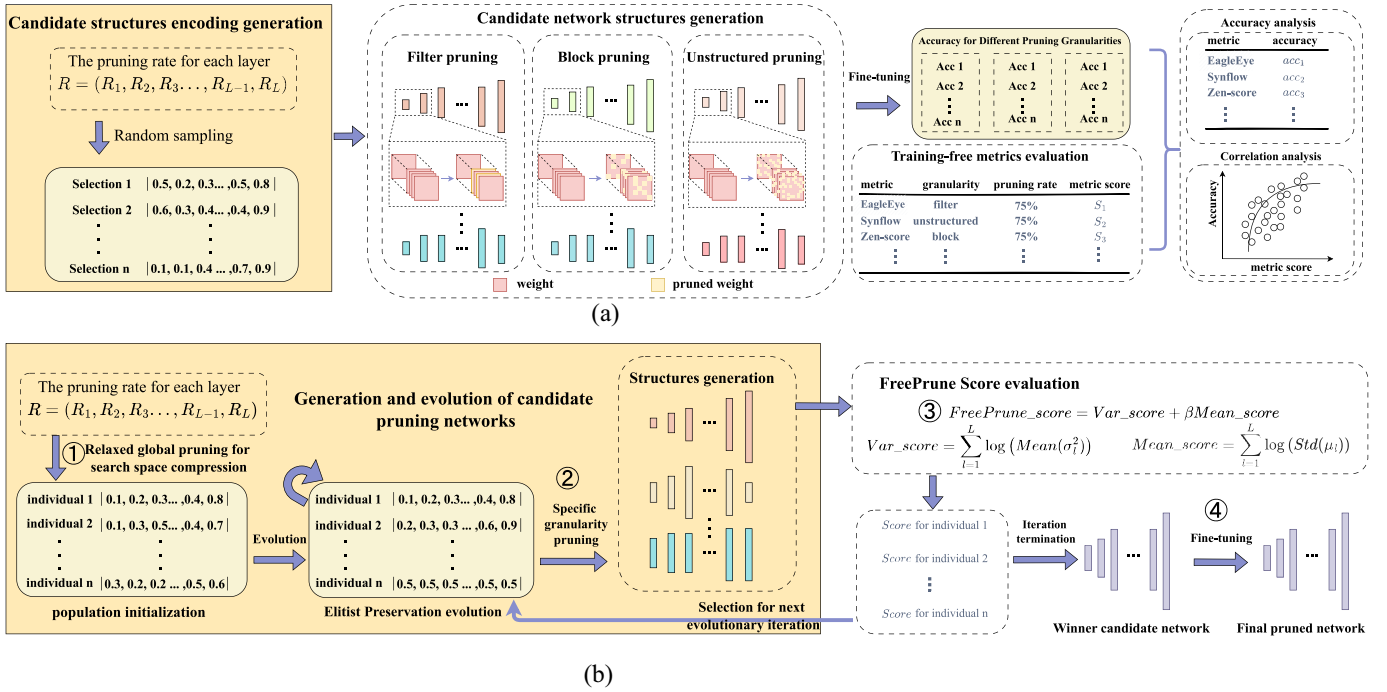 Candidate structures encoding generation
The pruning rate for each layer
R = (R₁, R₂, R₃…, R_{L−1}, R_L)
Random sampling
Selection 1 | 0.5, 0.2, 0.3... ,0.5, 0.8 |
Selection 2 | 0.6, 0.3, 0.4... ,0.4, 0.9 |
Selection n | 0.1, 0.1, 0.4 ... ,0.7, 0.9 |
Candidate network structures generation
Filter pruning
Block pruning
Unstructured pruning
weight
pruned weight
Fine-tuning
Accuracy for Different Pruning Granularities
Acc 1 Acc 1 Acc 1
Acc 2 Acc 2 Acc 2
Acc n Acc n Acc n
Training-free metrics evaluation
metric granularity pruning rate metric score
EagleEye filter 75% S₁
Synflow unstructured 75% S₂
Zen-score block 75% S₃
Accuracy analysis
metric accuracy
EagleEye acc₁
Synflow acc₂
Zen-score acc₃
Correlation analysis
Accuracy
metric score
(a)
The pruning rate for each layer
R = (R₁, R₂, R₃…, R_{L−1}, R_L)
① Relaxed global pruning for
search space compression
individual 1 | 0.1, 0.2, 0.3... ,0.4, 0.8 |
individual 2 | 0.1, 0.3, 0.5... ,0.4, 0.7 |
individual n | 0.3, 0.2, 0.2 ... ,0.5, 0.6 |
population initialization
Evolution
Generation and evolution of candidate
pruning networks
individual 1 | 0.1, 0.2, 0.3... ,0.4, 0.8 |
individual 2 | 0.2, 0.3, 0.3 ... ,0.6, 0.9 |
individual n | 0.5, 0.5, 0.5 ... ,0.5, 0.5 |
Elitist Preservation evolution
②
Specific
granularity
pruning
Structures generation
Selection for next
evolutionary iteration
FreePrune Score evaluation
③ FreePrune_score = Var_score + βMean_score
Var_score = ∑_{l=1}^{L} log (Mean(σ_l^2)) Mean_score = ∑_{l=1}^{L} log (Std(μ_l))
Score for individual 1
Score for individual 2
Score for individual n
Iteration
termination
Winner candidate network
④
Fine-tuning
Final pruned network
(b)